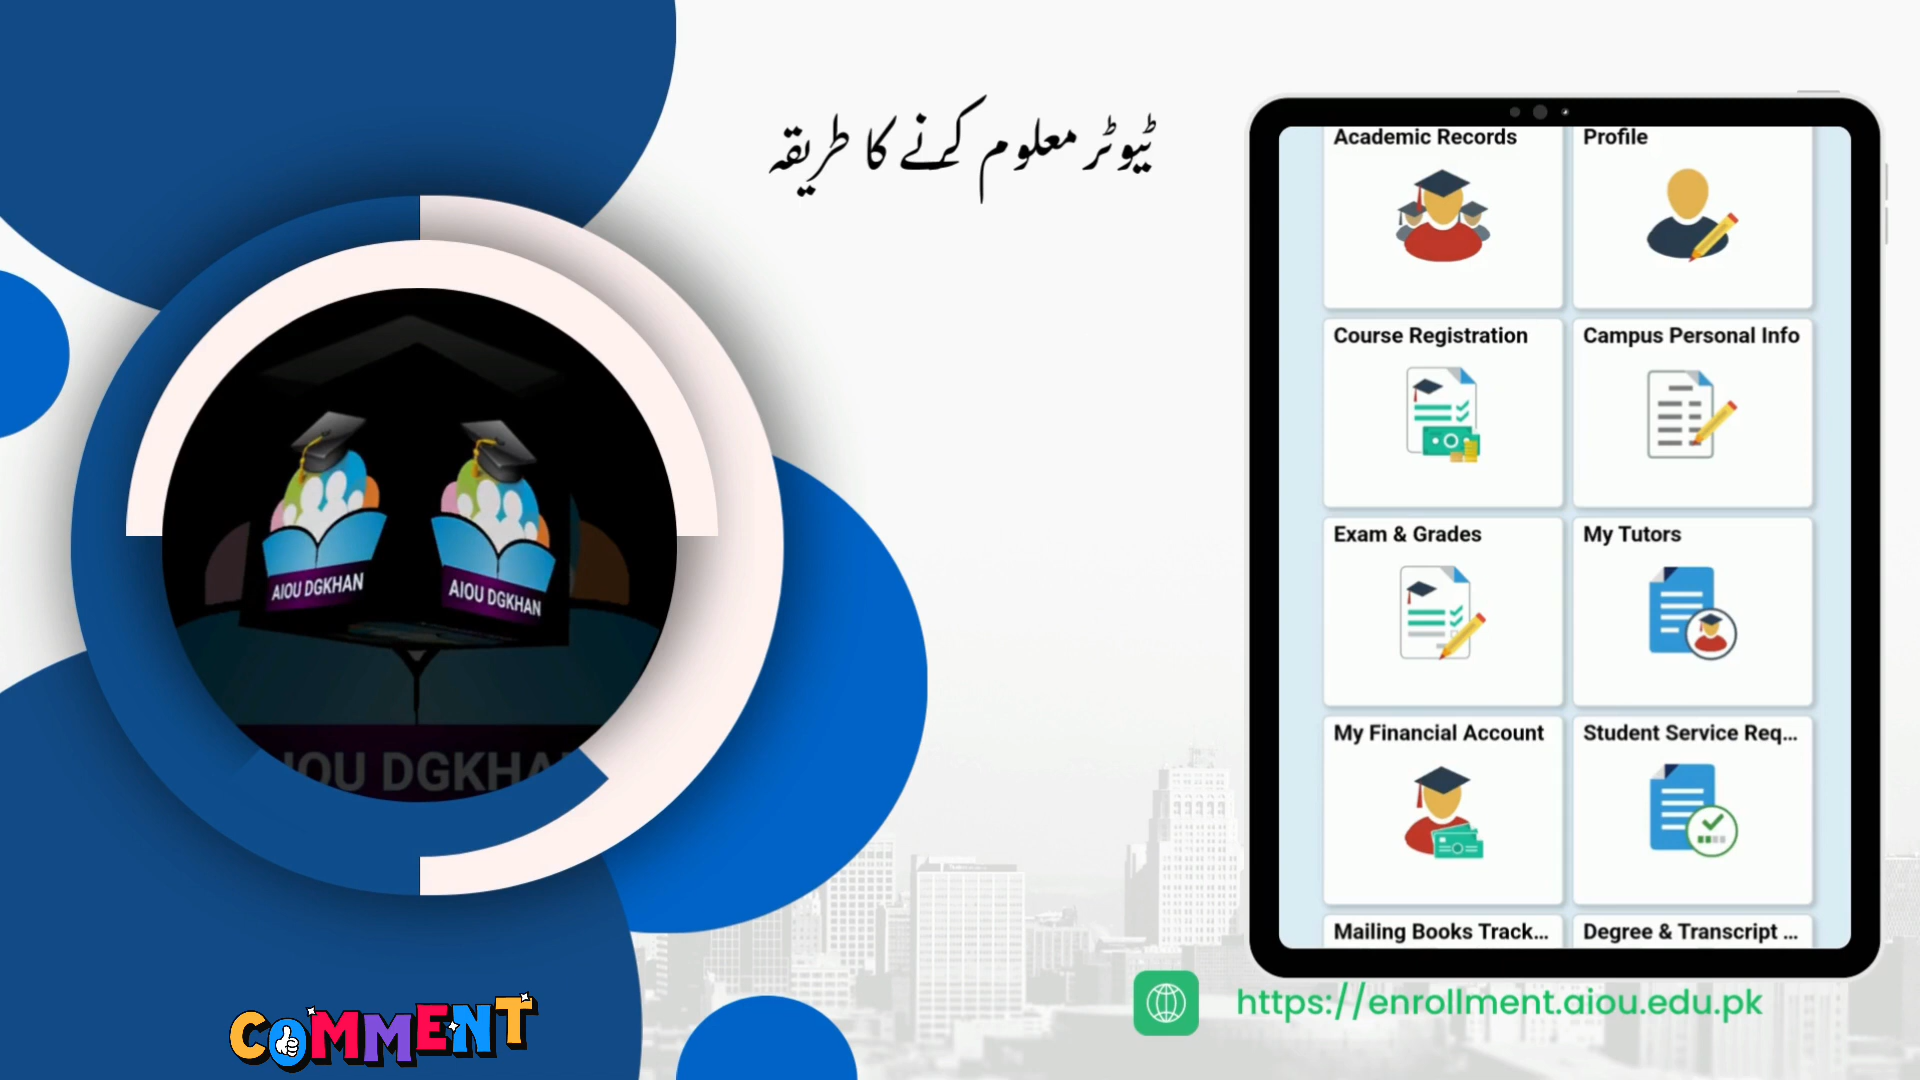 ٹیوٹر معلوم کرنے کا طریقہ
Academic Records
Profile
Course Registration
Campus Personal Info
Exam & Grades
My Tutors
My Financial Account
Student Service Req...
Mailing Books Track...
Degree & Transcript ...
AIOU DGKHAN
AIOU DGKHAN
AIOU DGKHA
https://enrollment.aiou.edu.pk
COMMENT